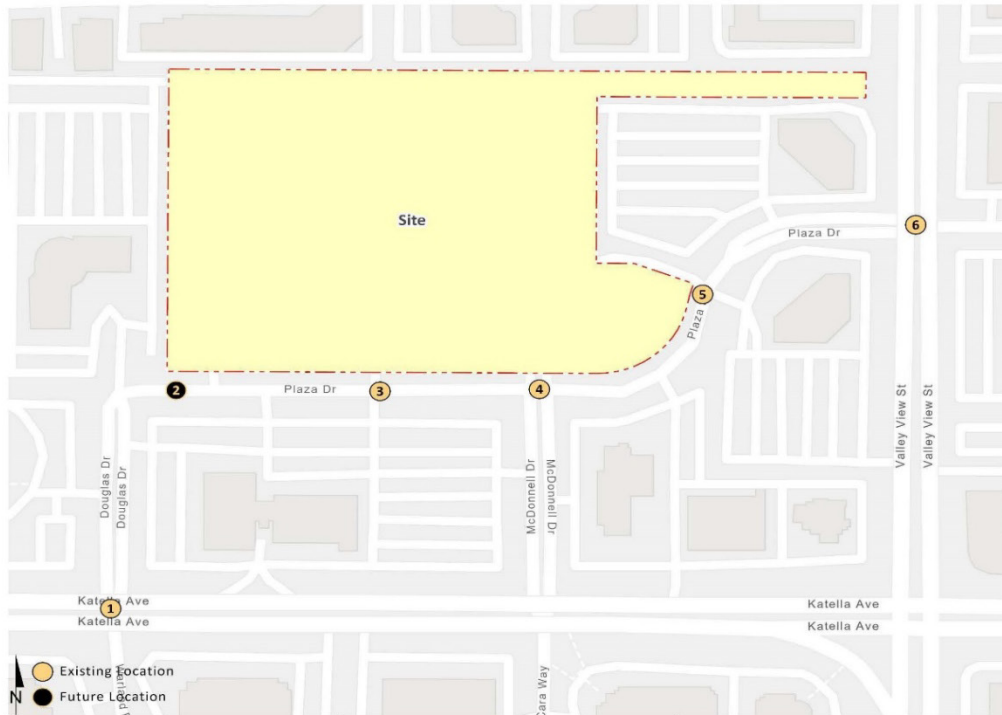 Site
6
Plaza Dr
5
Plaza
2
Plaza Dr
3
4
Valley View St
Valley View St
Douglas Dr
Douglas Dr
McDonnell Dr
McDonnell Dr
1
Katella Ave
Katella Ave
Katella Ave
Katella Ave
Existing Location
Future Location
N